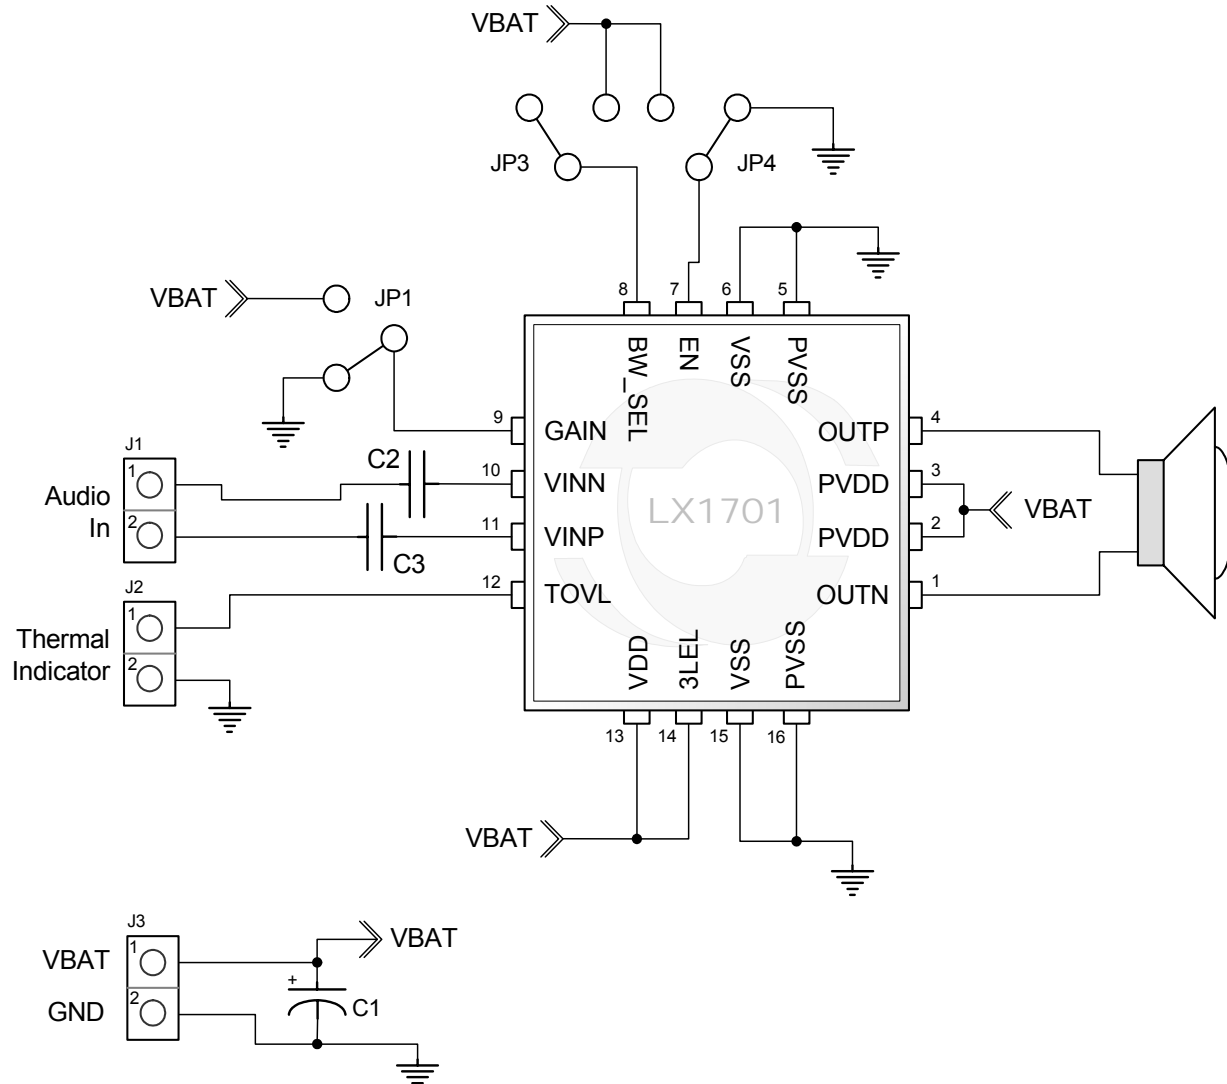 VBAT
JP3
JP4
VBAT
JP1
8
7
6
5
BW_SEL
EN
VSS
PVSS
9
GAIN
OUTP
4
J1
1
2
Audio
In
C2
10
VINN
PVDD
3
LX1701
VBAT
C3
11
VINP
PVDD
2
J2
1
2
Thermal
Indicator
12
TOVL
OUTN
1
VDD
3LEL
VSS
PVSS
13
14
15
16
VBAT
J3
VBAT
1
GND
2
VBAT
+
C1